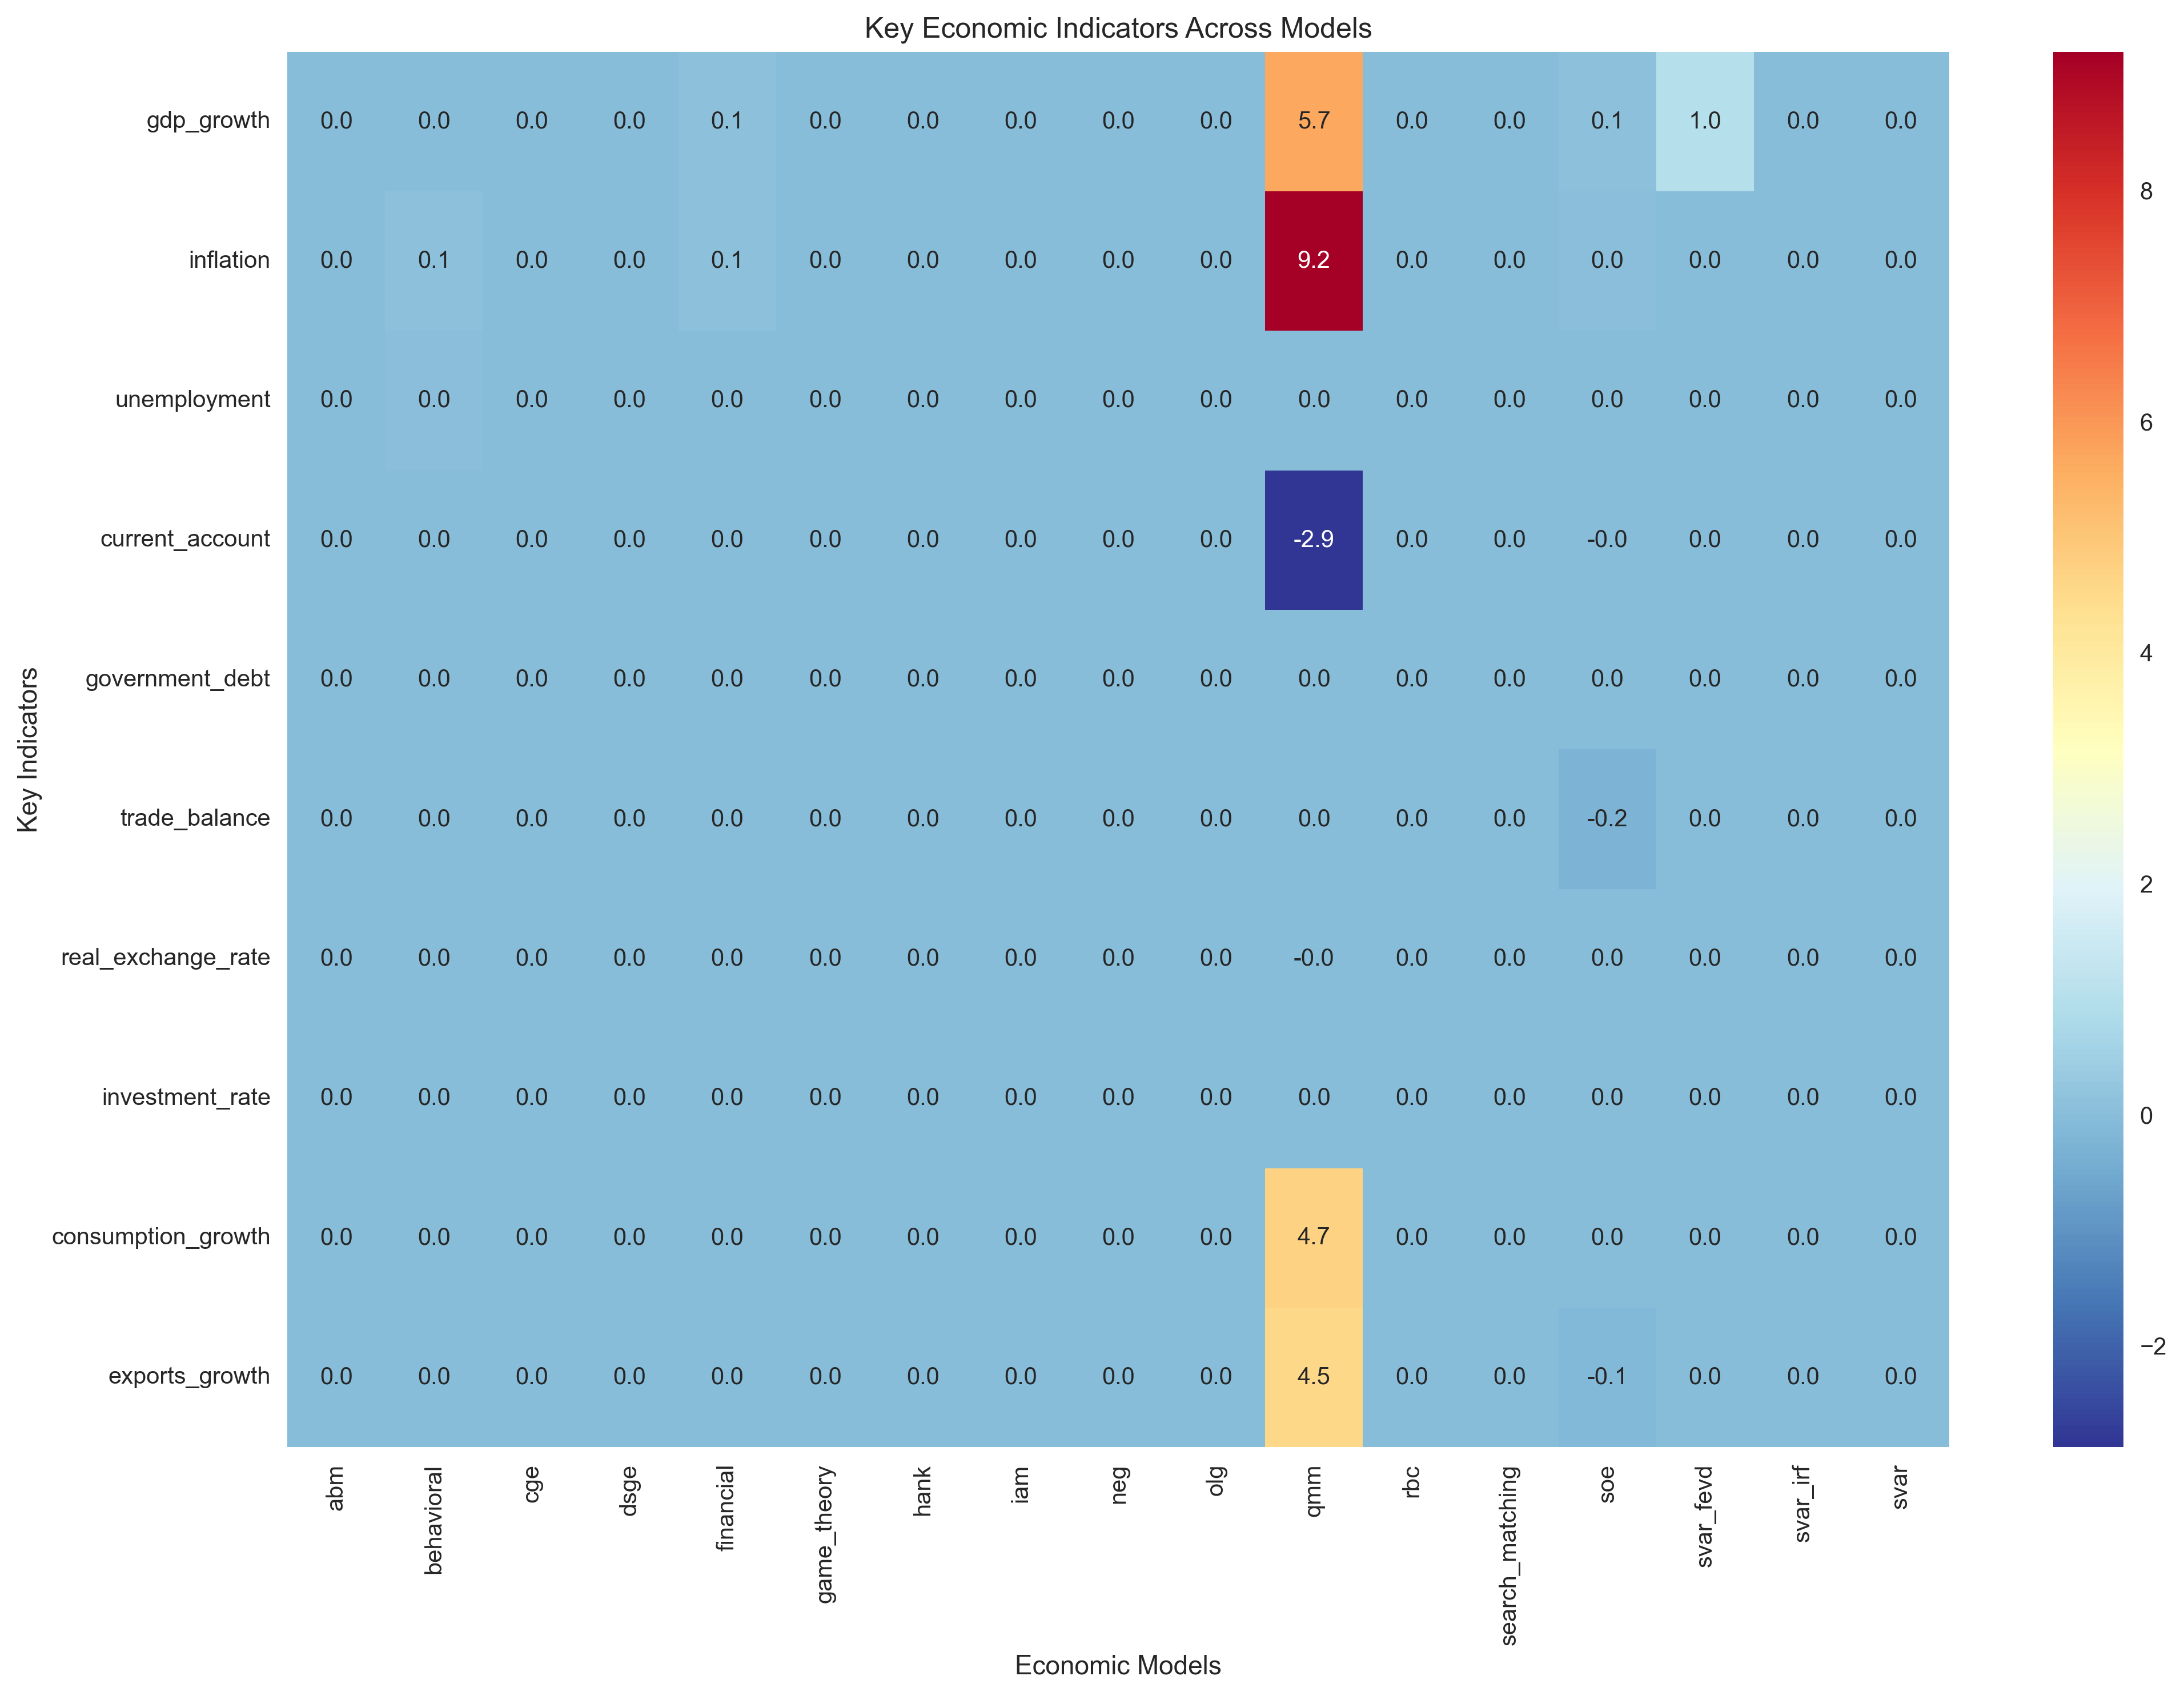 Key Economic Indicators Across Models
Key Indicators
gdp_growth 0.0 0.0 0.0 0.0 0.1 0.0 0.0 0.0 0.0 0.0 5.7 0.0 0.0 0.1 1.0 0.0 0.0
inflation 0.0 0.1 0.0 0.0 0.1 0.0 0.0 0.0 0.0 0.0 9.2 0.0 0.0 0.0 0.0 0.0 0.0
unemployment 0.0 0.0 0.0 0.0 0.0 0.0 0.0 0.0 0.0 0.0 0.0 0.0 0.0 0.0 0.0 0.0 0.0
current_account 0.0 0.0 0.0 0.0 0.0 0.0 0.0 0.0 0.0 0.0 -2.9 0.0 0.0 -0.0 0.0 0.0 0.0
government_debt 0.0 0.0 0.0 0.0 0.0 0.0 0.0 0.0 0.0 0.0 0.0 0.0 0.0 0.0 0.0 0.0 0.0
trade_balance 0.0 0.0 0.0 0.0 0.0 0.0 0.0 0.0 0.0 0.0 0.0 0.0 0.0 -0.2 0.0 0.0 0.0
real_exchange_rate 0.0 0.0 0.0 0.0 0.0 0.0 0.0 0.0 0.0 0.0 -0.0 0.0 0.0 0.0 0.0 0.0 0.0
investment_rate 0.0 0.0 0.0 0.0 0.0 0.0 0.0 0.0 0.0 0.0 0.0 0.0 0.0 0.0 0.0 0.0 0.0
consumption_growth 0.0 0.0 0.0 0.0 0.0 0.0 0.0 0.0 0.0 0.0 4.7 0.0 0.0 0.0 0.0 0.0 0.0
exports_growth 0.0 0.0 0.0 0.0 0.0 0.0 0.0 0.0 0.0 0.0 4.5 0.0 0.0 -0.1 0.0 0.0 0.0
abm behavioral cge dsge financial game_theory hank iam neg olg qmm rbc search_matching soe svar_fevd svar_irf svar
Economic Models
8
6
4
2
0
−2